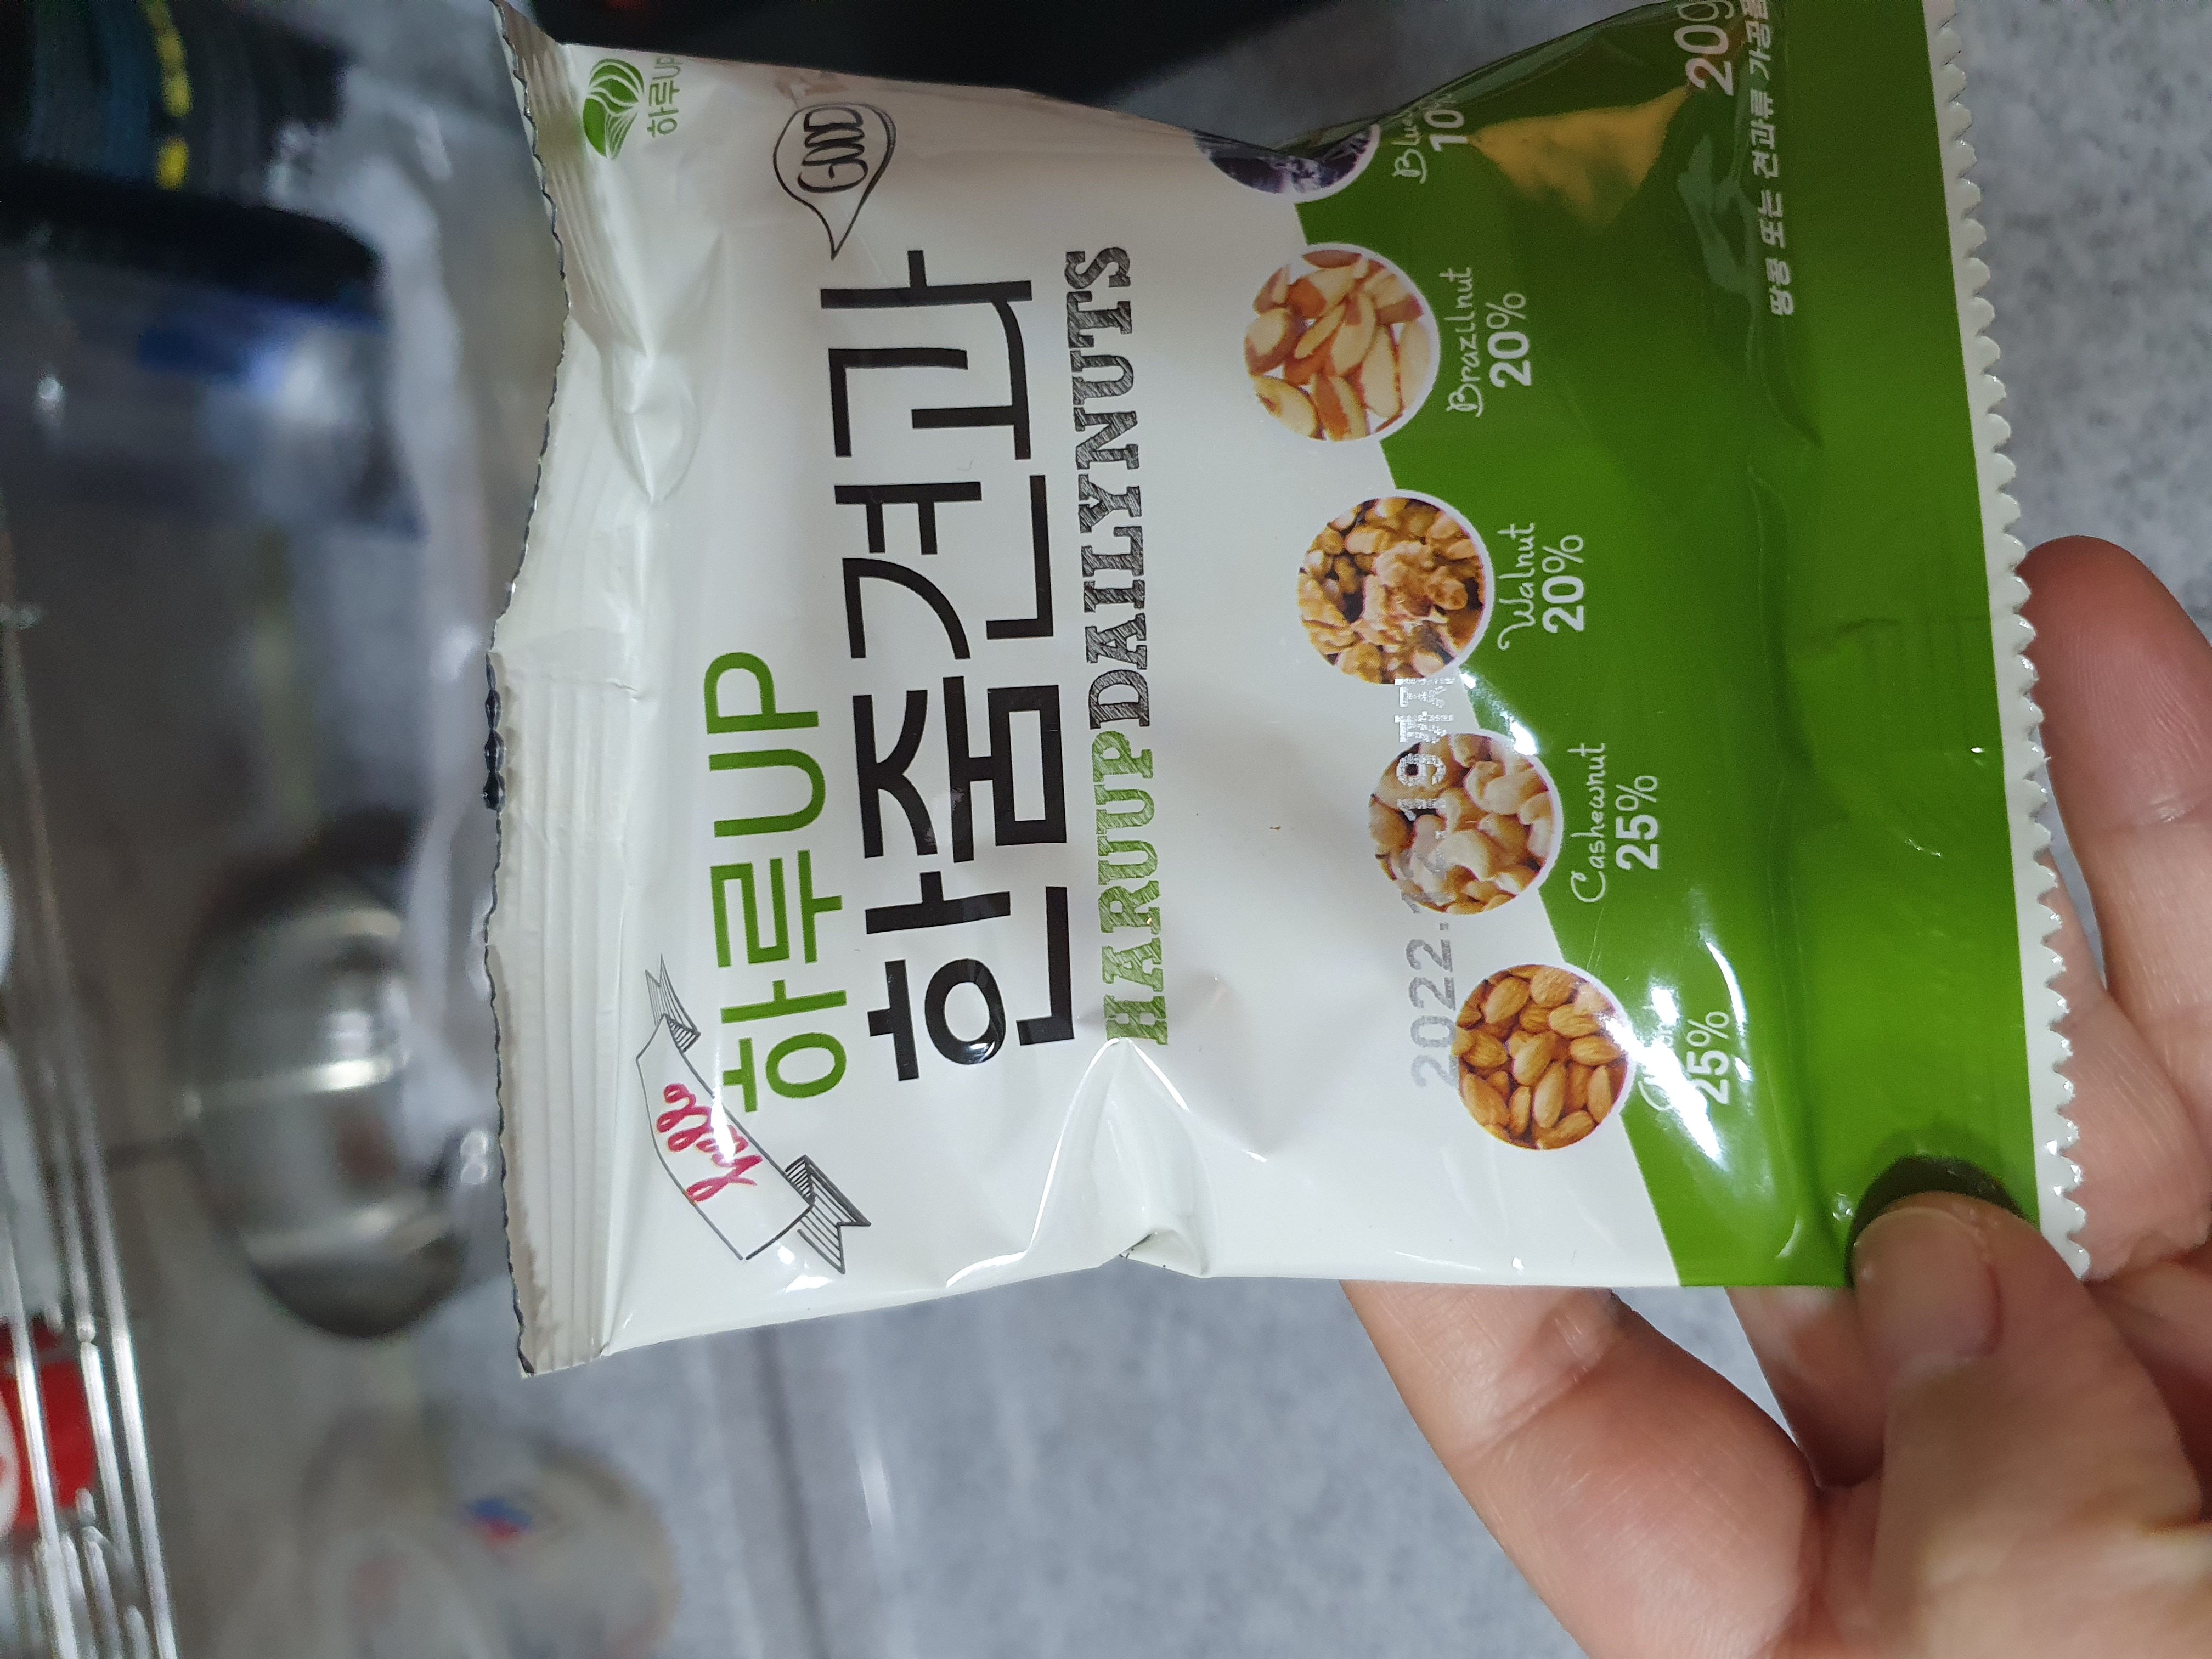 하루UP
GOOD
hello
하루UP
한줌견과
HARUUPDAILYNUTS
2022.
19까지
25%
Cashewnut
25%
Walnut
20%
Brazilnut
20%
10%
20g
땅콩 또는 견과류 가공품